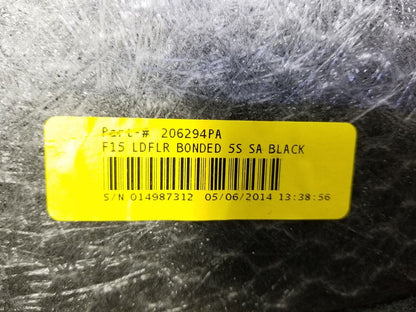 Part-# 206294PA
F15 LDFLR BONDED 5S SA BLACK
S/N 014987312 05/06/2014 13:38:56